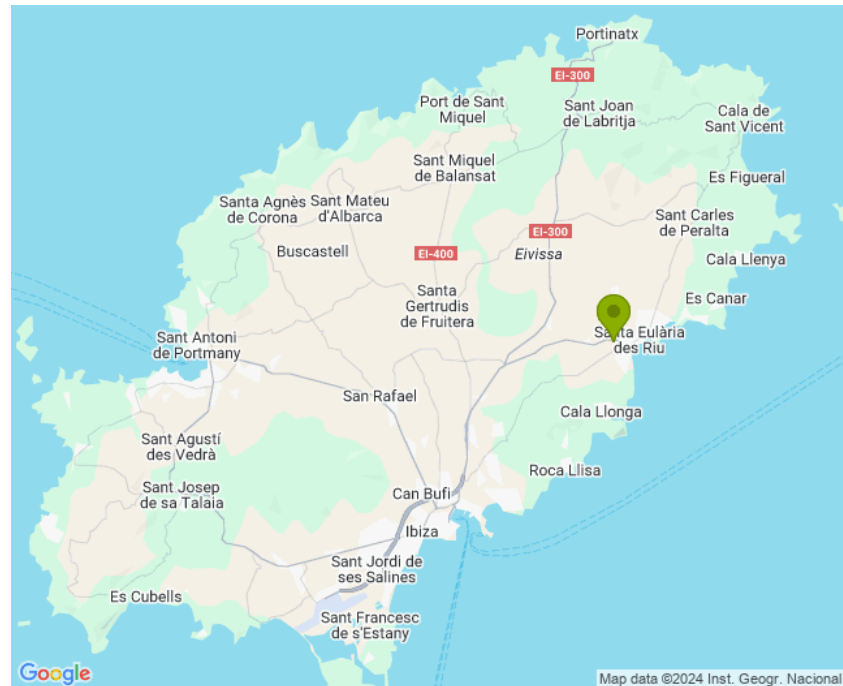 Portinatx
EI-300
Port de Sant
Miquel
Sant Joan
de Labritja
Cala de
Sant Vicent
Sant Miquel
de Balansat
Es Figueral
Santa Agnès
de Corona
Sant Mateu
d'Albarca
Sant Carles
de Peralta
EI-300
Buscastell
EI-400
Eivissa
Cala Llenya
Santa
Gertrudis
de Fruitera
Es Canar
Sant Antoni
de Portmany
Santa Eulària
des Riu
San Rafael
Cala Llonga
Sant Agustí
des Vedrà
Roca Llisa
Sant Josep
de sa Talaia
Can Bufi
Ibiza
Sant Jordi de
ses Salines
Es Cubells
Sant Francesc
de s'Estany
Google
Map data ©2024 Inst. Geogr. Nacional